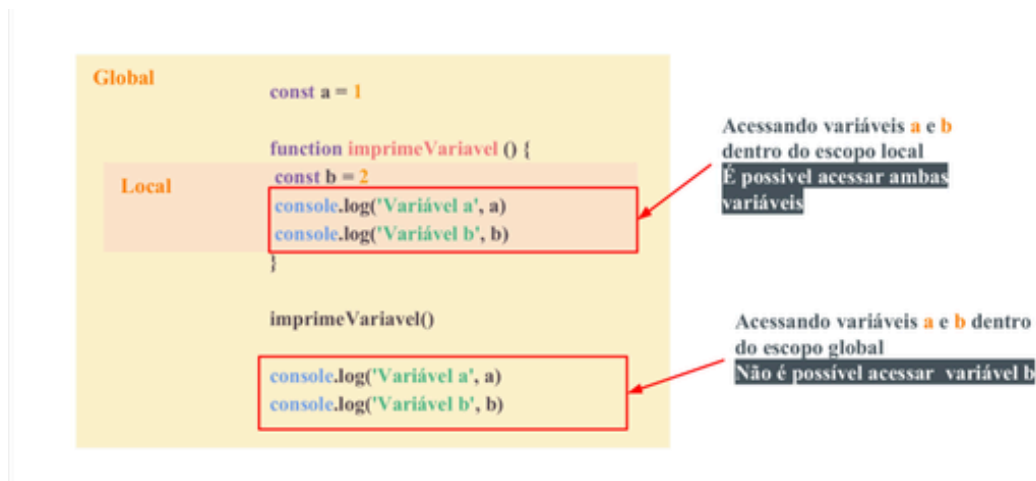 Global
const a = 1
function imprimeVariavel () {
Local
const b = 2
console.log('Variável a', a)
console.log('Variável b', b)
}
imprimeVariavel()
console.log('Variável a', a)
console.log('Variável b', b)
Acessando variáveis a e b
dentro do escopo local
É possivel acessar ambas
variáveis
Acessando variáveis a e b dentro
do escopo global
Não é possível acessar variável b